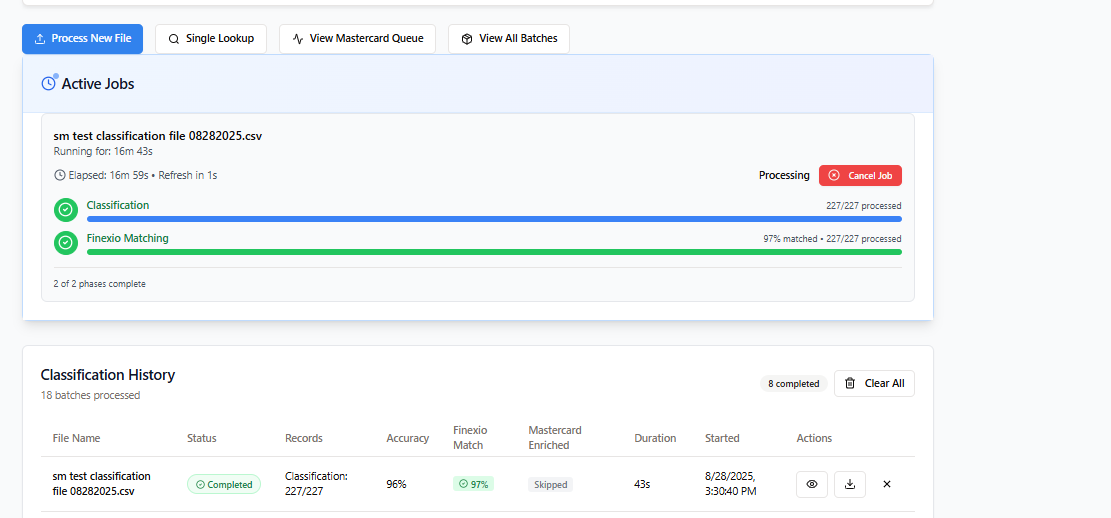 Process New File
Single Lookup
View Mastercard Queue
View All Batches
Active Jobs
sm test classification file 08282025.csv
Running for: 16m 43s
Elapsed: 16m 59s • Refresh in 1s
Processing
Cancel Job
Classification
227/227 processed
Finexio Matching
97% matched • 227/227 processed
2 of 2 phases complete
Classification History
18 batches processed
8 completed
Clear All
File Name
Status
Records
Accuracy
Finexio
Match
Mastercard
Enriched
Duration
Started
Actions
sm test classification
file 08282025.csv
Completed
Classification:
227/227
96%
97%
Skipped
43s
8/28/2025,
3:30:40 PM